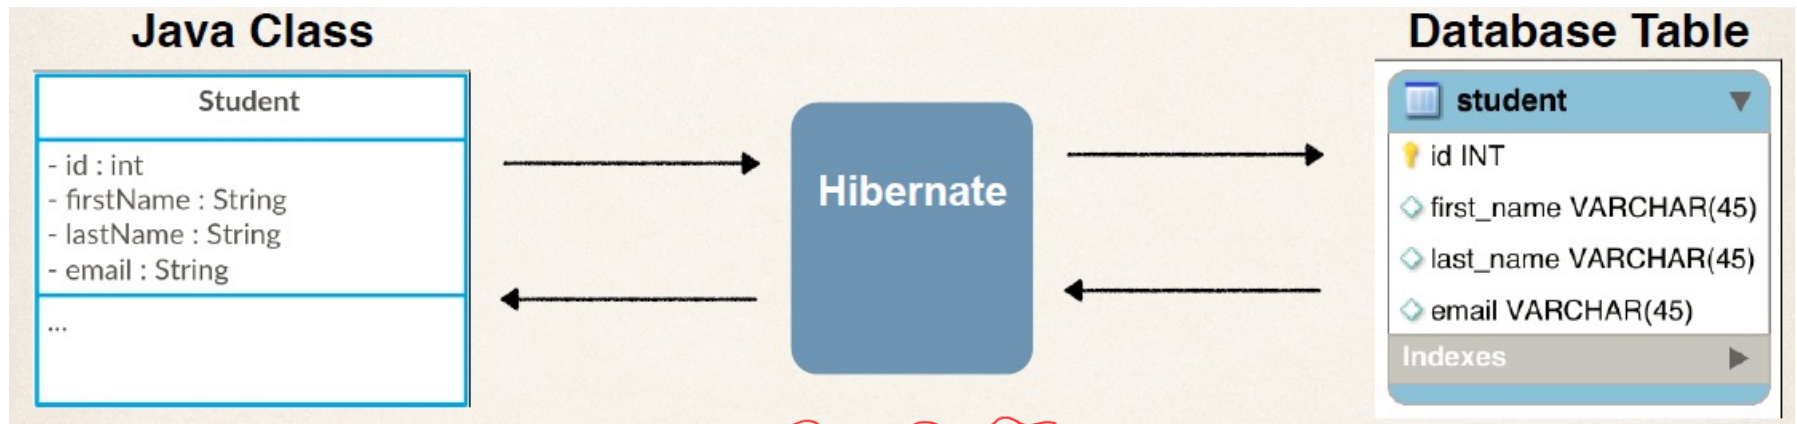 Java Class
Student
- id : int
- firstName : String
- lastName : String
- email : String
...
Hibernate
Database Table
student
id INT
first_name VARCHAR(45)
last_name VARCHAR(45)
email VARCHAR(45)
Indexes